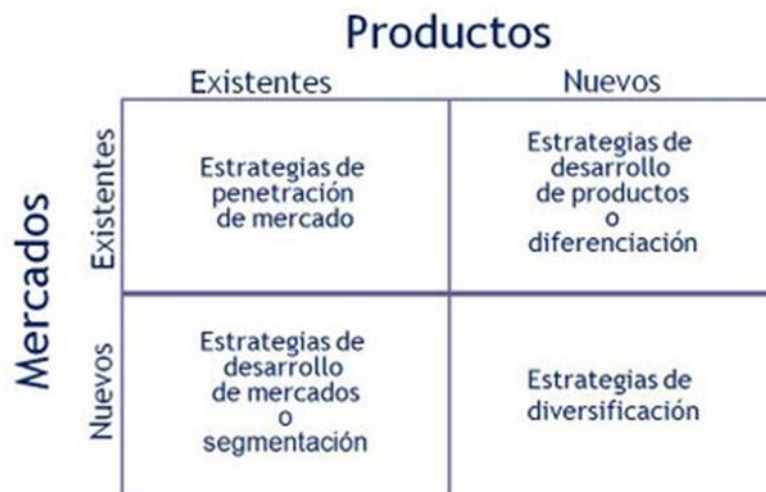 Productos
Existentes
Nuevos
Mercados
Existentes
Estrategias de
penetración
de mercado
Estrategias de
desarrollo
de productos
o
diferenciación
Nuevos
Estrategias de
desarrollo
de mercados
o
segmentación
Estrategias de
diversificación